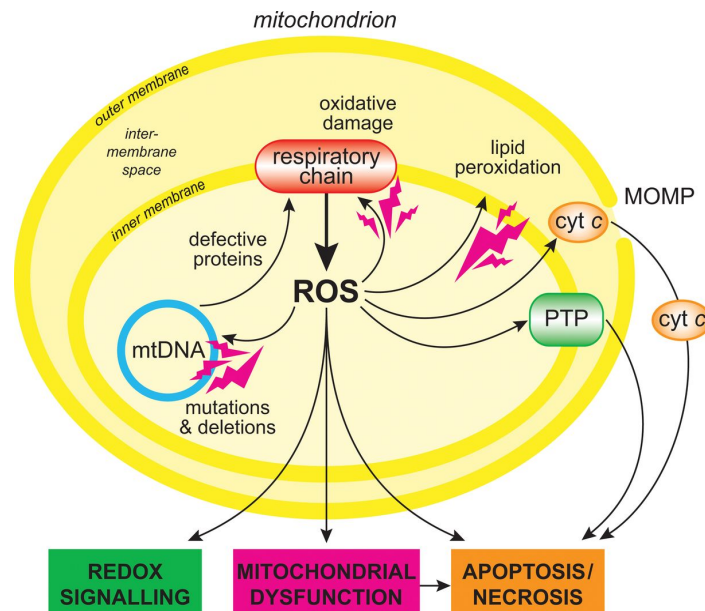 mitochondrion
outer membrane
oxidative
damage
inter-
membrane
space
respiratory
chain
lipid
peroxidation
MOMP
cyt c
inner membrane
defective
proteins
ROS
cyt c
PTP
mtDNA
mutations
& deletions
REDOX
SIGNALLING
MITOCHONDRIAL
DYSFUNCTION
APOPTOSIS/
NECROSIS